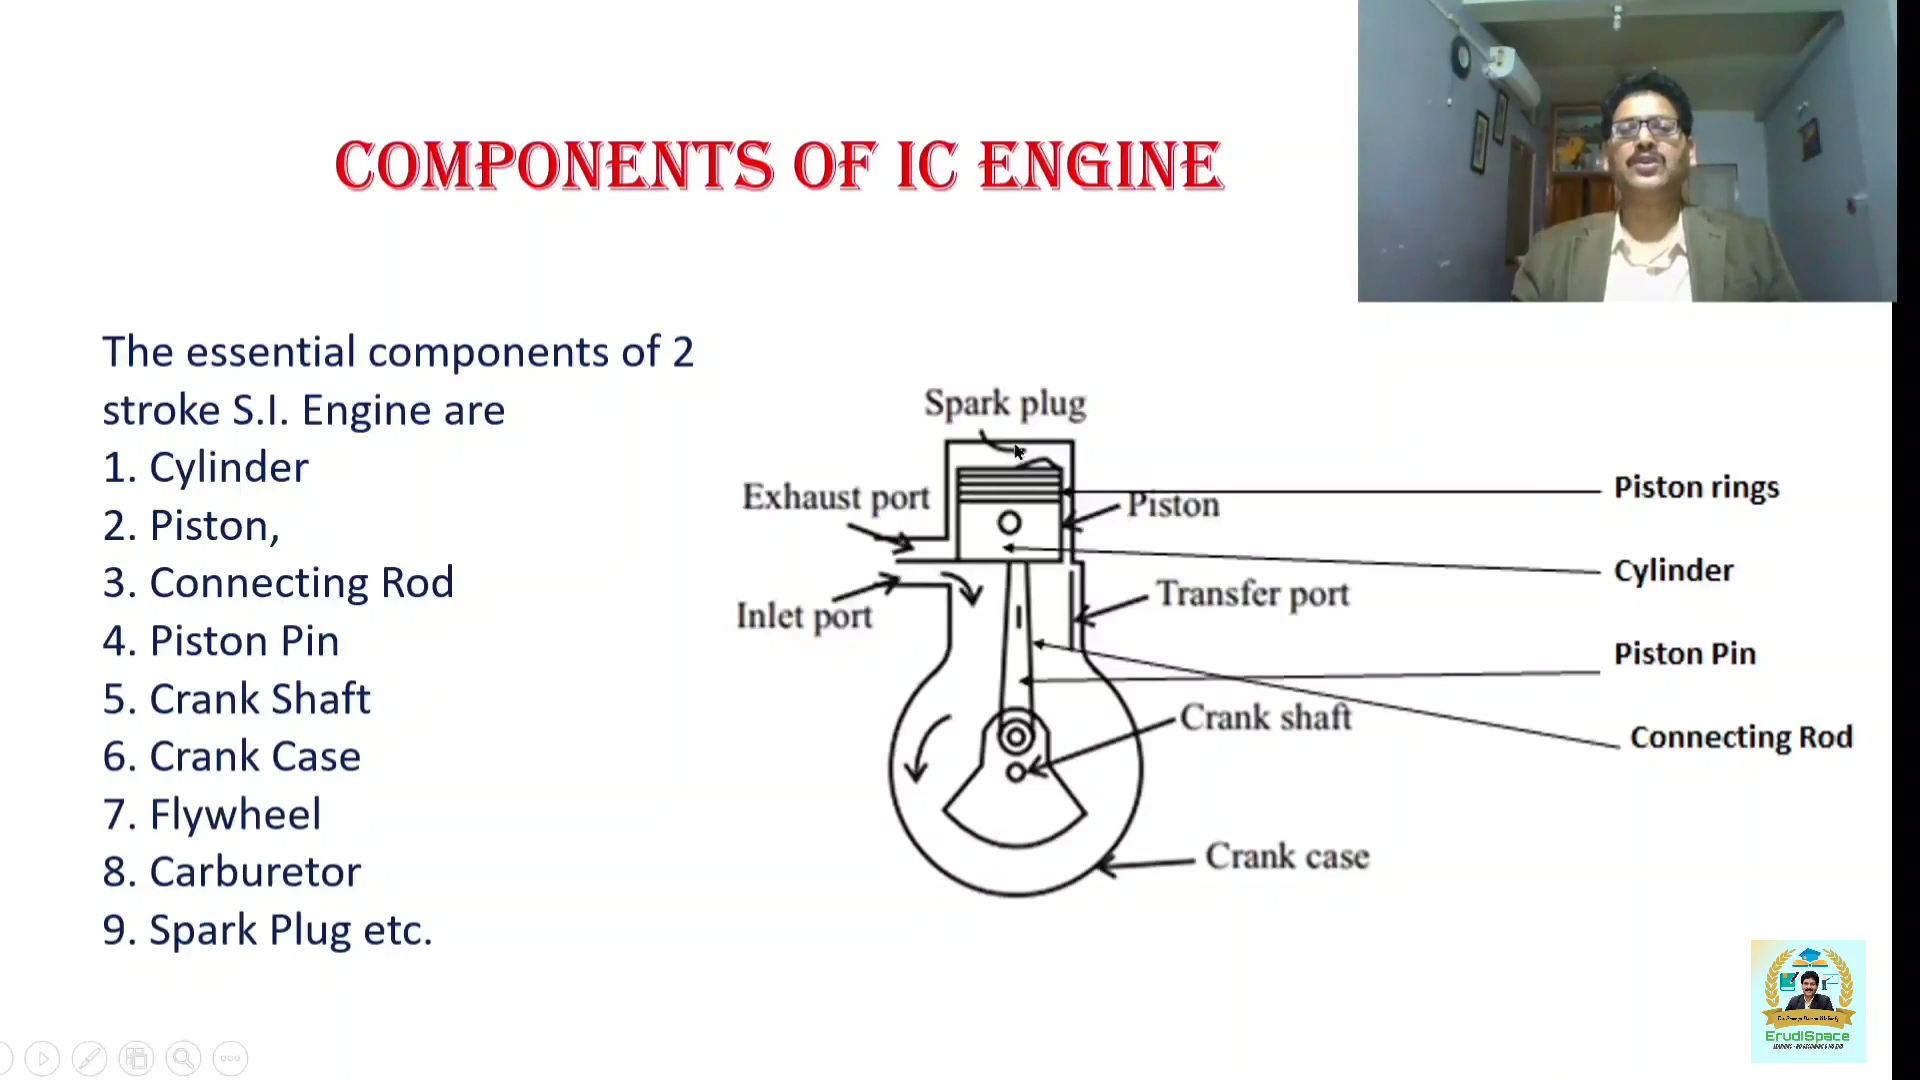 COMPONENTS OF IC ENGINE
The essential components of 2
stroke S.I. Engine are
1. Cylinder
2. Piston,
3. Connecting Rod
4. Piston Pin
5. Crank Shaft
6. Crank Case
7. Flywheel
8. Carburetor
9. Spark Plug etc.
Spark plug
Exhaust port
Piston
Piston rings
Cylinder
Inlet port
Transfer port
Piston Pin
Crank shaft
Connecting Rod
Crank case
ErudiSpace